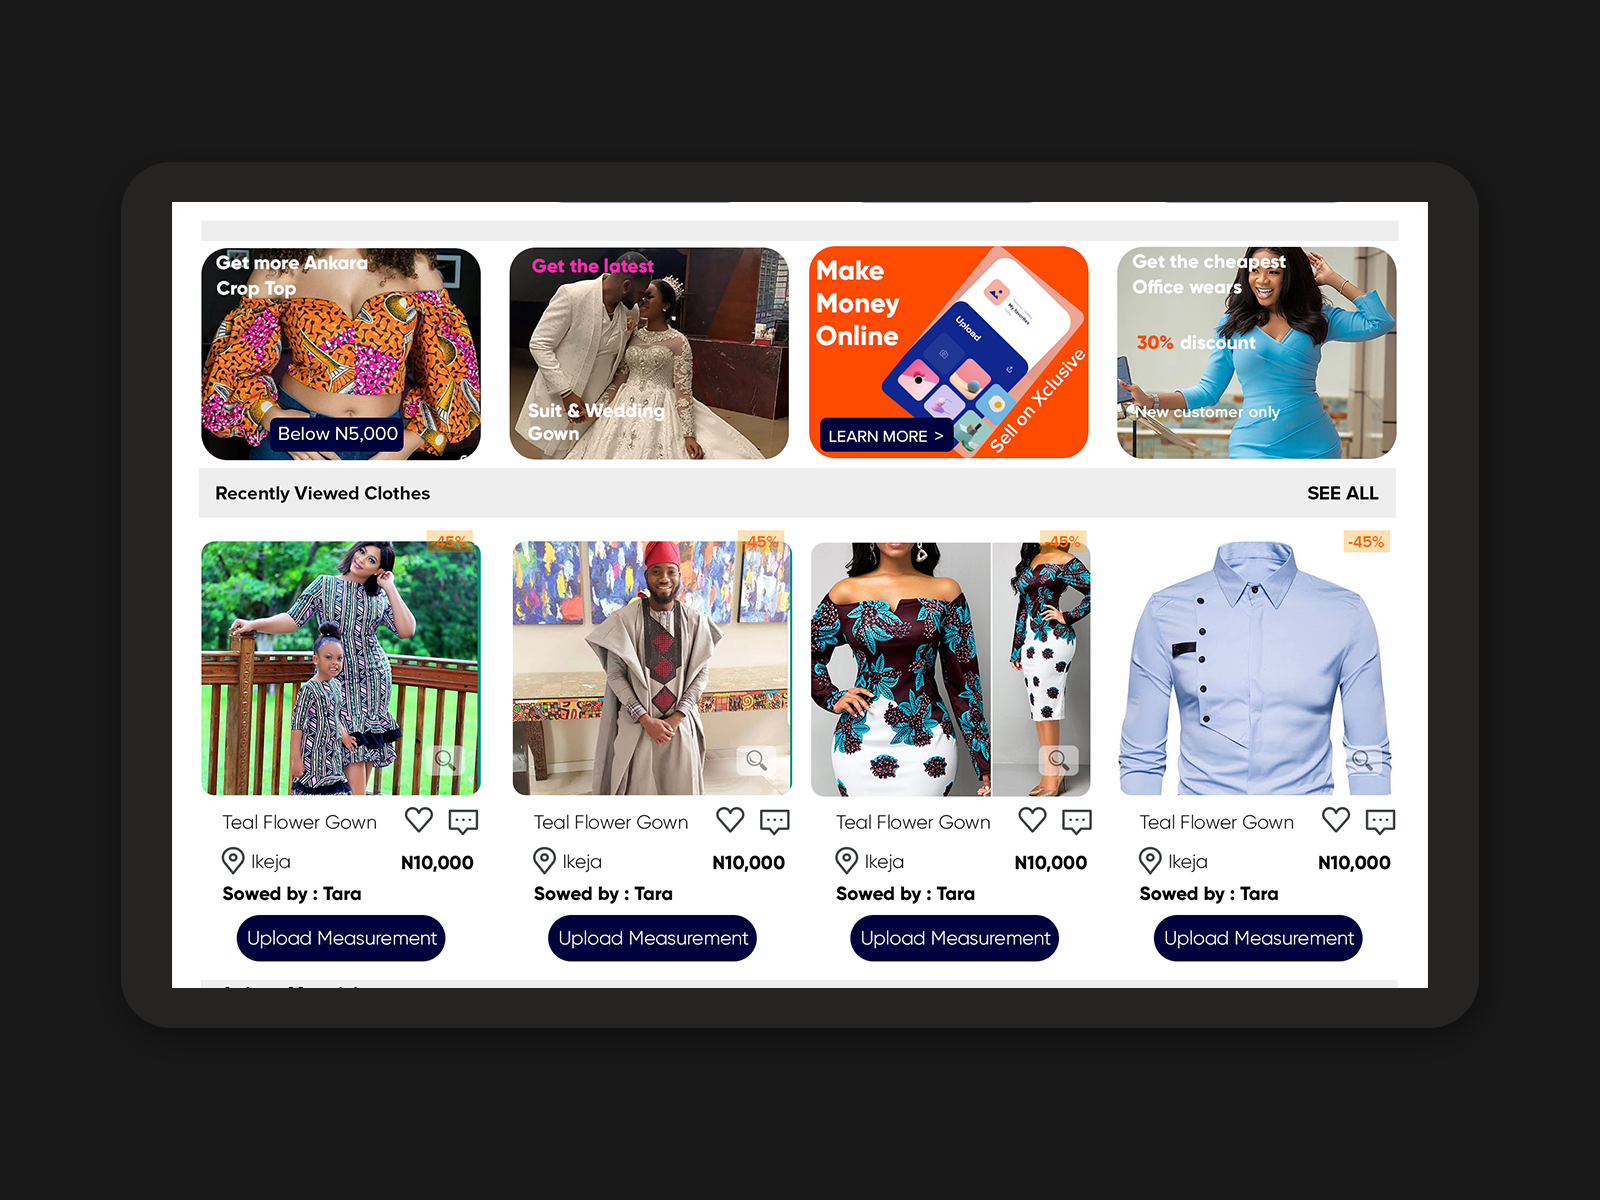 Get more Ankara
Crop Top
Below N5,000
Get the latest
Suit & Wedding
Gown
Make
Money
Online
Upload
My favorites
Sell on Xclusive
LEARN MORE >
Get the cheapest
Office wears
30% discount
New customer only
Recently Viewed Clothes
SEE ALL
-45%
-45%
-45%
-45%
Teal Flower Gown
Teal Flower Gown
Teal Flower Gown
Teal Flower Gown
Ikeja
N10,000
Ikeja
N10,000
Ikeja
N10,000
Ikeja
N10,000
Sowed by : Tara
Sowed by : Tara
Sowed by : Tara
Sowed by : Tara
Upload Measurement
Upload Measurement
Upload Measurement
Upload Measurement